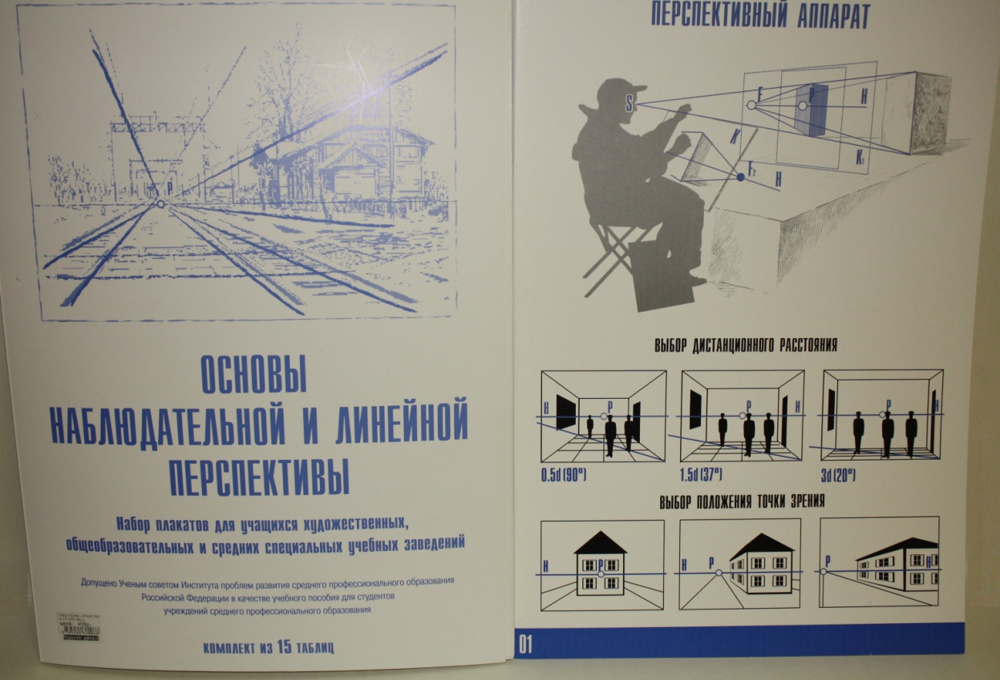 P
ОСНОВЫ
НАБЛЮДАТЕЛЬНОЙ И ЛИНЕЙНОЙ
ПЕРСПЕКТИВЫ
Набор плакатов для учащихся художественных,
общеобразовательных и средних специальных учебных заведений
Допущено Ученым советом Института проблем развития среднего профессионального образования
Российской Федерации в качестве учебного пособия для студентов
учреждений среднего профессионального образования
КОМПЛЕКТ ИЗ 15 ТАБЛИЦ
ПЕРСПЕКТИВНЫЙ АППАРАТ
S F P H
K F₂ H K₁
ВЫБОР ДИСТАНЦИОННОГО РАССТОЯНИЯ
H P P H P H
0.5d (90°) 1.5d (37°) 3d (20°)
ВЫБОР ПОЛОЖЕНИЯ ТОЧКИ ЗРЕНИЯ
H P H P P H
01